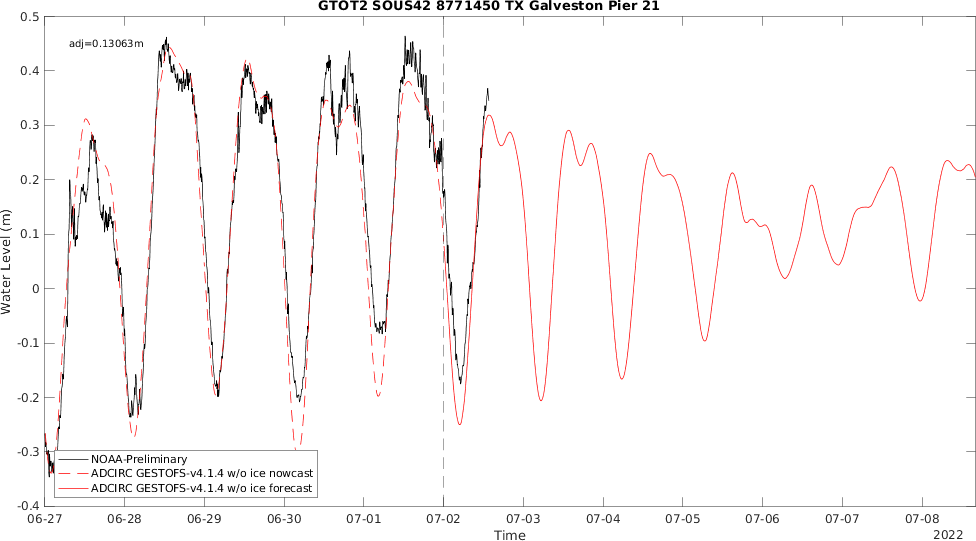 GTOT2 SOUS42 8771450 TX Galveston Pier 21
adj=0.13063m
0.5
0.4
0.3
0.2
0.1
0
-0.1
-0.2
-0.3
-0.4
Water Level (m)
NOAA-Preliminary
ADCIRC GESTOFS-v4.1.4 w/o ice nowcast
ADCIRC GESTOFS-v4.1.4 w/o ice forecast
06-27 06-28 06-29 06-30 07-01 07-02 07-03 07-04 07-05 07-06 07-07 07-08
Time
2022